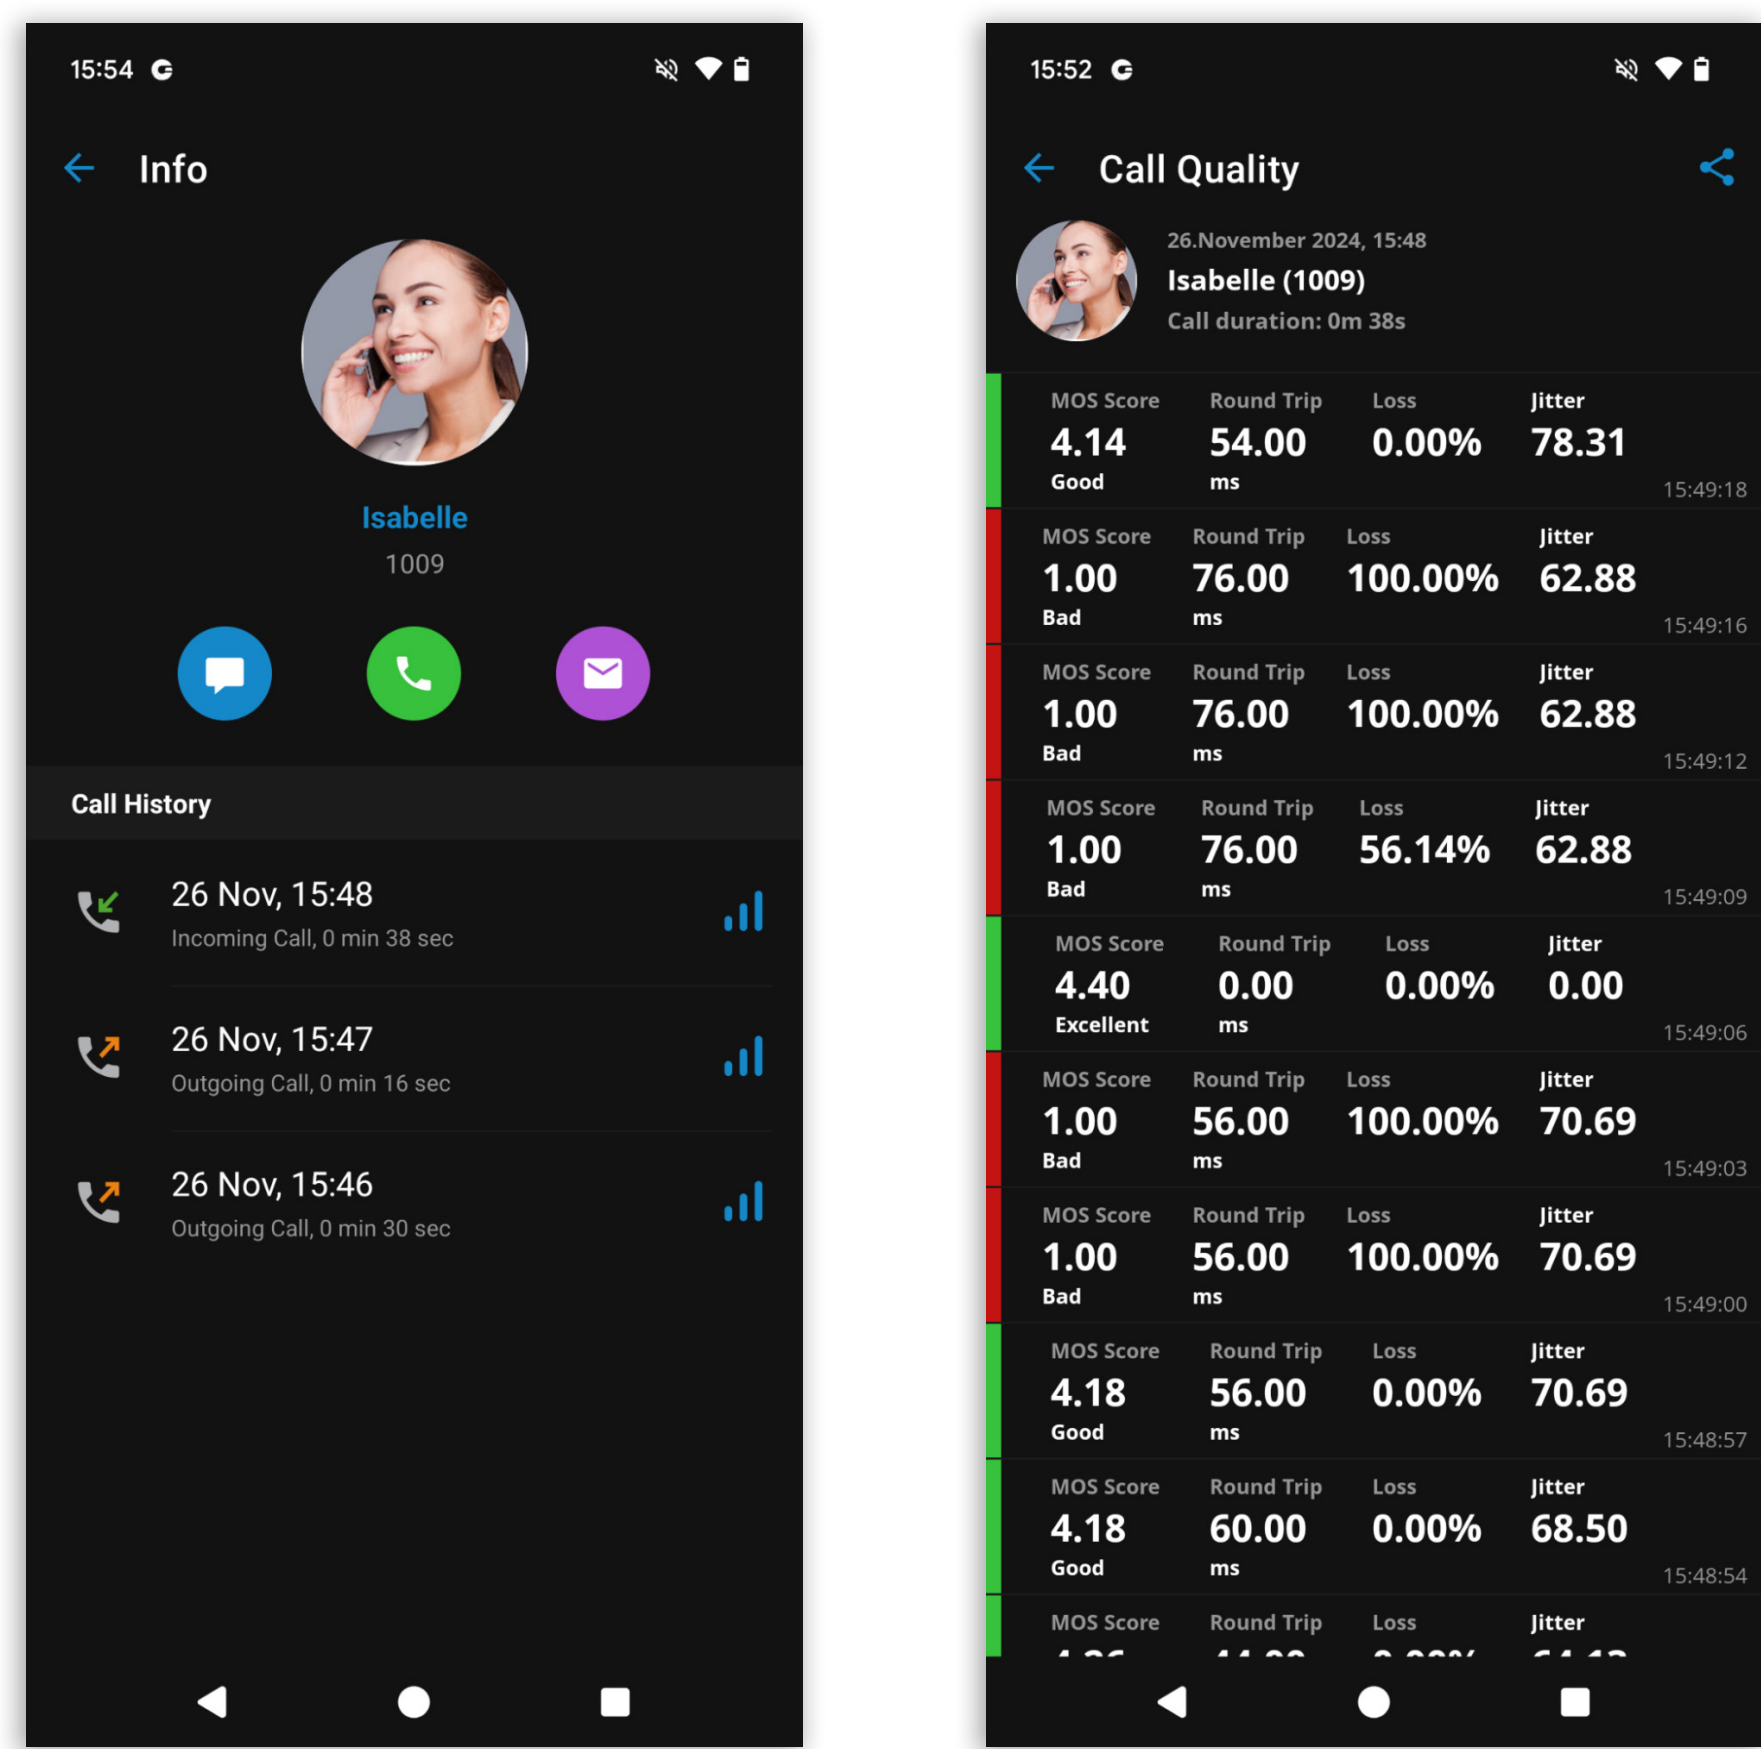 15:54
Info
Isabelle
1009
Call History
26 Nov, 15:48
Incoming Call, 0 min 38 sec
26 Nov, 15:47
Outgoing Call, 0 min 16 sec
26 Nov, 15:46
Outgoing Call, 0 min 30 sec
15:52
Call Quality
26.November 2024, 15:48
Isabelle (1009)
Call duration: 0m 38s
MOS Score Round Trip Loss Jitter
4.14 54.00 0.00% 78.31
Good ms
15:49:18
MOS Score Round Trip Loss Jitter
1.00 76.00 100.00% 62.88
Bad ms
15:49:16
MOS Score Round Trip Loss Jitter
1.00 76.00 100.00% 62.88
Bad ms
15:49:12
MOS Score Round Trip Loss Jitter
1.00 76.00 56.14% 62.88
Bad ms
15:49:09
MOS Score Round Trip Loss Jitter
4.40 0.00 0.00% 0.00
Excellent ms
15:49:06
MOS Score Round Trip Loss Jitter
1.00 56.00 100.00% 70.69
Bad ms
15:49:03
MOS Score Round Trip Loss Jitter
1.00 56.00 100.00% 70.69
Bad ms
15:49:00
MOS Score Round Trip Loss Jitter
4.18 56.00 0.00% 70.69
Good ms
15:48:57
MOS Score Round Trip Loss Jitter
4.18 60.00 0.00% 68.50
Good ms
15:48:54
MOS Score Round Trip Loss Jitter